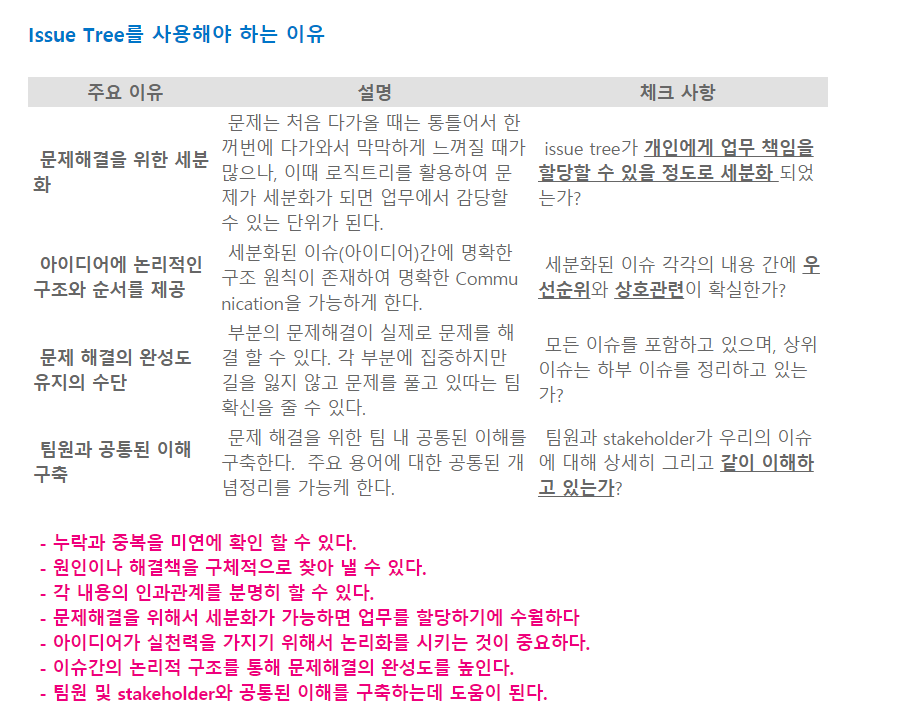 Issue Tree를 사용해야 하는 이유
주요 이유
설명
체크 사항
문제해결을 위한 세분
화
문제는 처음 다가올 때는 통틀어서 한
꺼번에 다가와서 막막하게 느껴질 때가
많으나, 이때 로직트리를 활용하여 문
제가 세분화가 되면 업무에서 감당할
수 있는 단위가 된다.
issue tree가 개인에게 업무 책임을
할당할 수 있을 정도로 세분화 되었
는가?
아이디어에 논리적인
구조와 순서를 제공
세분화된 이슈(아이디어)간에 명확한
구조 원칙이 존재하여 명확한 Commu
nication을 가능하게 한다.
세분화된 이슈 각각의 내용 간에 우
선순위와 상호관련이 확실한가?
문제 해결의 완성도
유지의 수단
부분의 문제해결이 실제로 문제를 해
결 할 수 있다. 각 부분에 집중하지만
길을 잃지 않고 문제를 풀고 있따는 팀
확신을 줄 수 있다.
모든 이슈를 포함하고 있으며, 상위
이슈는 하부 이슈를 정리하고 있는
가?
팀원과 공통된 이해
구축
문제 해결을 위한 팀 내 공통된 이해를
구축한다. 주요 용어에 대한 공통된 개
념정리를 가능케 한다.
팀원과 stakeholder가 우리의 이슈
에 대해 상세히 그리고 같이 이해하
고 있는가?
- 누락과 중복을 미연에 확인 할 수 있다.
- 원인이나 해결책을 구체적으로 찾아 낼 수 있다.
- 각 내용의 인과관계를 분명히 할 수 있다.
- 문제해결을 위해서 세분화가 가능하면 업무를 할당하기에 수월하다
- 아이디어가 실천력을 가지기 위해서 논리화를 시키는 것이 중요하다.
- 이슈간의 논리적 구조를 통해 문제해결의 완성도를 높인다.
- 팀원 및 stakeholder와 공통된 이해를 구축하는데 도움이 된다.